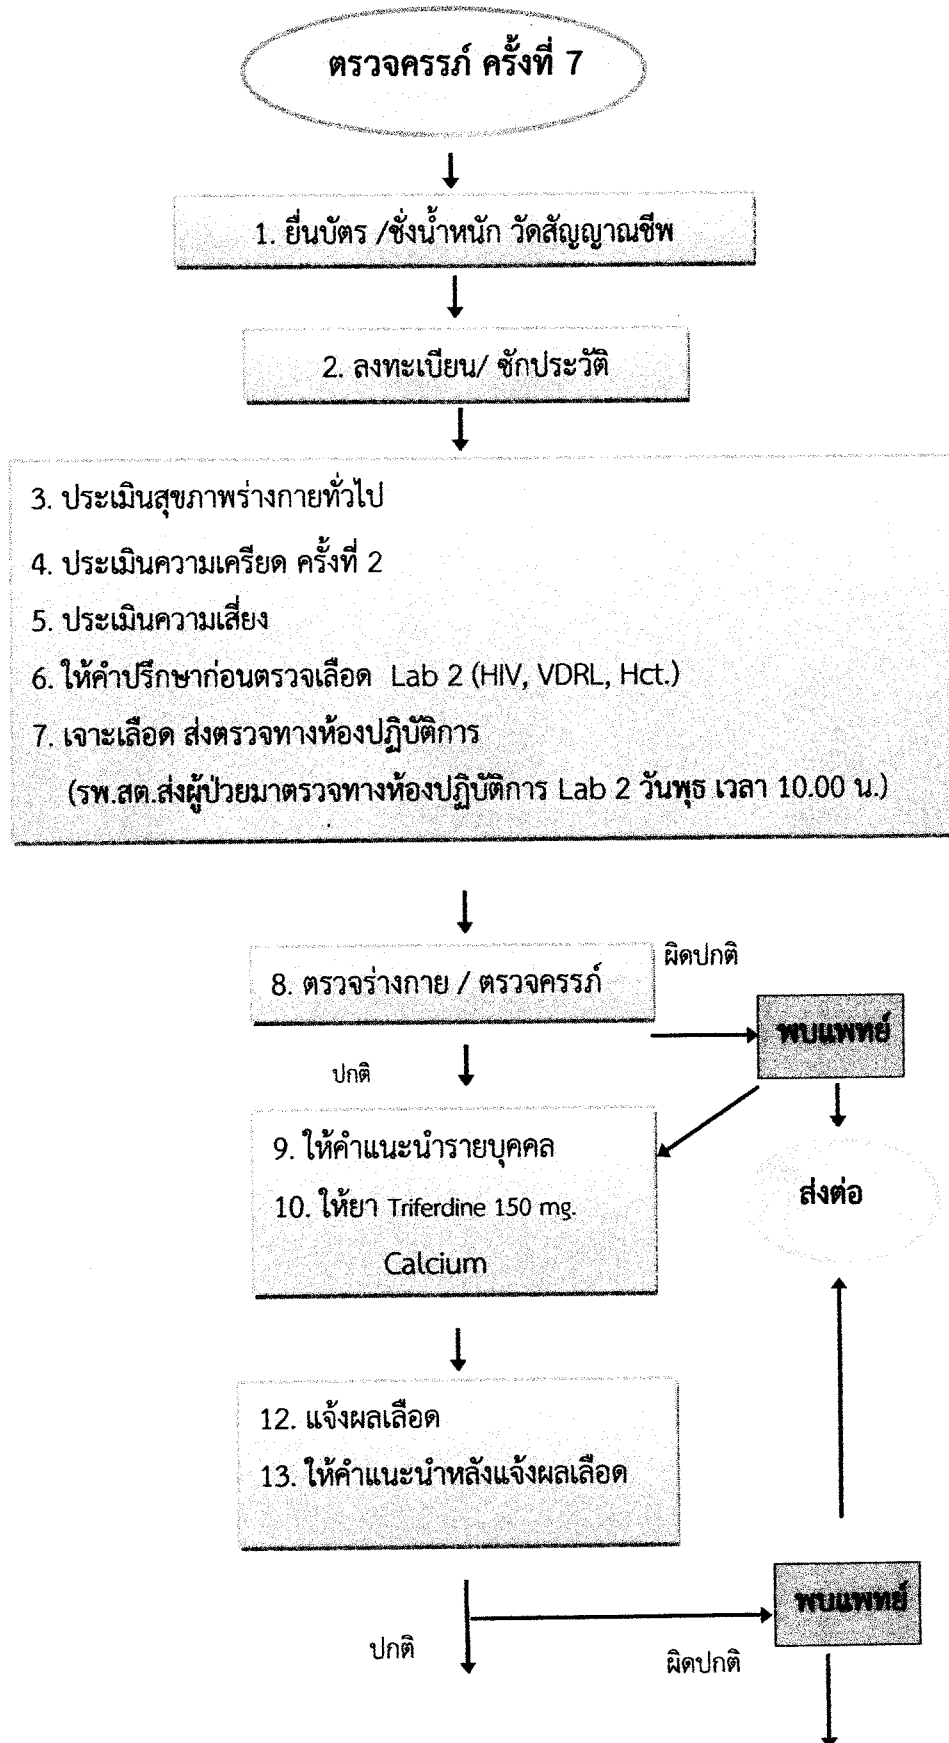 ตรวจครรภ์ ครั้งที่ 7
1. ยื่นบัตร /ชั่งน้ำหนัก วัดสัญญาณชีพ
2. ลงทะเบียน/ ซักประวัติ
3. ประเมินสุขภาพร่างกายทั่วไป
4. ประเมินความเครียด ครั้งที่ 2
5. ประเมินความเสี่ยง
6. ให้คำปรึกษาก่อนตรวจเลือด Lab 2 (HIV, VDRL, Hct.)
7. เจาะเลือด ส่งตรวจทางห้องปฏิบัติการ
(รพ.สต.ส่งผู้ป่วยมาตรวจทางห้องปฏิบัติการ Lab 2 วันพุธ เวลา 10.00 น.)
8. ตรวจร่างกาย / ตรวจครรภ์
ผิดปกติ
พบแพทย์
ปกติ
9. ให้คำแนะนำรายบุคคล
10. ให้ยา Triferdine 150 mg.
Calcium
ส่งต่อ
12. แจ้งผลเลือด
13. ให้คำแนะนำหลังแจ้งผลเลือด
พบแพทย์
ปกติ
ผิดปกติ